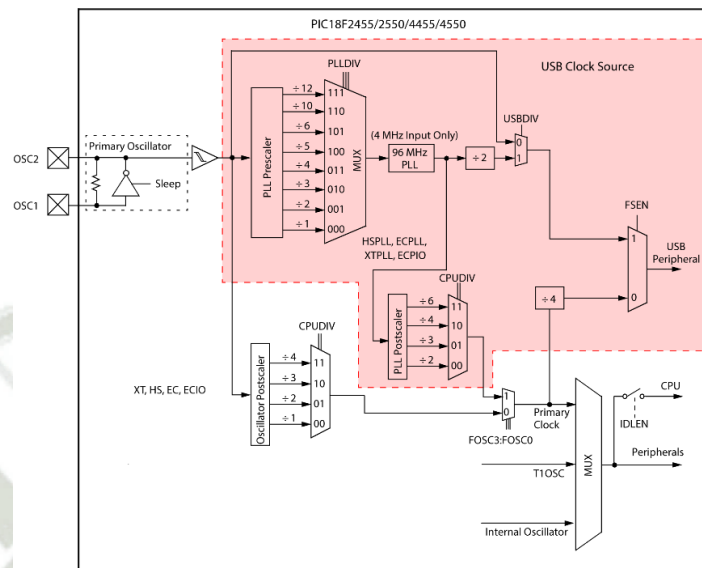 PIC18F2455/2550/4455/4550
USB Clock Source
PLLDIV
÷12
111
÷10
110
÷6
101
÷5
100
÷4
011
÷3
010
÷2
001
÷1
000
PLL Prescaler
MUX
(4 MHz Input Only)
96 MHz
PLL
÷2
USBDIV
0
1
Primary Oscillator
OSC2
Sleep
OSC1
HSPLL, ECPLL,
XTPLL, ECPIO
FSEN
1
USB
Peripheral
0
÷4
CPUDIV
÷6
11
÷4
10
÷3
01
÷2
00
PLL Postscaler
CPUDIV
÷4
11
÷3
10
÷2
01
÷1
00
Oscillator Postscaler
XT, HS, EC, ECIO
1
0
Primary
Clock
FOSC3:FOSC0
CPU
IDLEN
MUX
Peripherals
T1OSC
Internal Oscillator